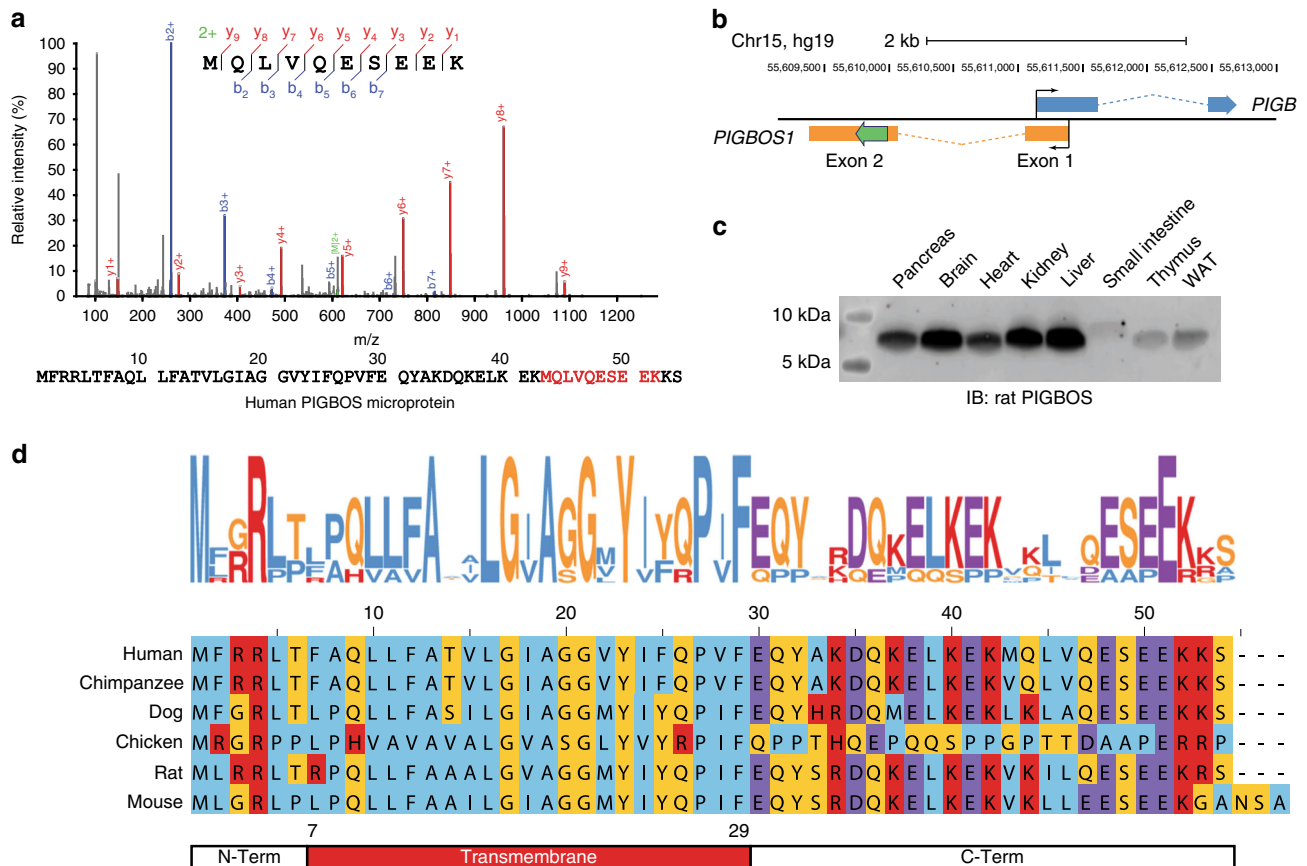 a
2+ y9 y8 y7 y6 y5 y4 y3 y2 y1
M Q L V Q E S E E K
b2 b3 b4 b5 b6 b7
Relative intensity (%)
100
90
80
70
60
50
40
30
20
10
0
y1+ b2+ y2+ b3+ y3+ b4+ y4+ b5+ [M]2+ y5+ b6+ y6+ b7+ y7+ y8+ y9+
100 200 300 400 500 600 700 800 900 1000 1100 1200
m/z
10 20 30 40 50
MFRRLTFAQL LFATVLGIAG GVYIFQPVFE QYAKDQKELK EKMQLVQESE EKKS
Human PIGBOS microprotein
b
Chr15, hg19 2 kb
55,609,500 55,610,000 55,610,500 55,611,000 55,611,500 55,612,000 55,612,500 55,613,000
PIGB
PIGBOS1
Exon 2 Exon 1
c
Pancreas Brain Heart Kidney Liver Small intestine Thymus WAT
10 kDa
5 kDa
IB: rat PIGBOS
d
10 20 30 40 50
Human M F R R L T F A Q L L F A T V L G I A G G V Y I F Q P V F E Q Y A K D Q K E L K E K M Q L V Q E S E E K K S - - -
Chimpanzee M F R R L T F A Q L L F A T V L G I A G G V Y I F Q P V F E Q Y A K D Q K E L K E K V Q L V Q E S E E K K S - - -
Dog M F G R L T L P Q L L F A S I L G I A G G M Y I Y Q P I F E Q Y H R D Q M E L K E K L K L A Q E S E E K K S - - -
Chicken M R G R P P L P H V A V A V A L G V A S G L Y V Y R P I F Q P P T H Q E P Q Q S P P G P T T D A A P E R R P - - -
Rat M L R R L T R P Q L L F A A A L G V A G G M Y I Y Q P I F E Q Y S R D Q K E L K E K V K I L Q E S E E K R S - - -
Mouse M L G R L P L P Q L L F A A I L G I A G G M Y I Y Q P I F E Q Y S R D Q K E L K E K V K L L E E S E E K G A N S A
7 29
N-Term Transmembrane C-Term